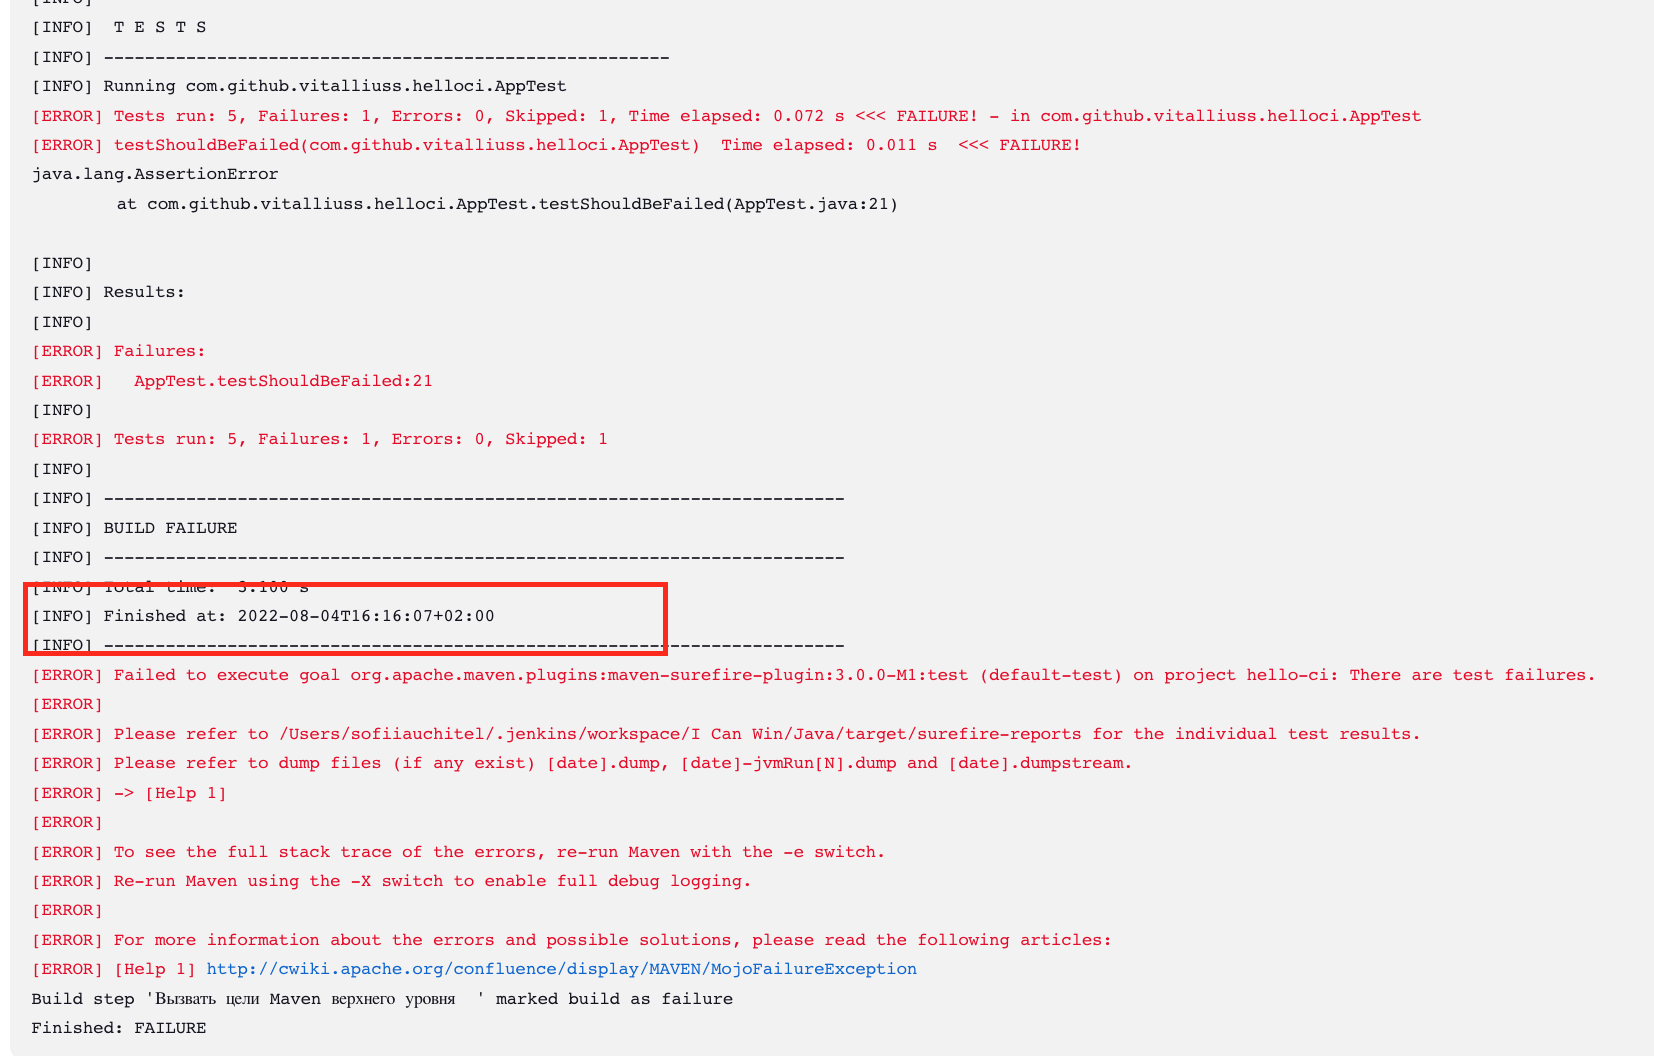 [INFO]
[INFO]  T E S T S
[INFO] -------------------------------------------------------
[INFO] Running com.github.vitalliuss.helloci.AppTest
[ERROR] Tests run: 5, Failures: 1, Errors: 0, Skipped: 1, Time elapsed: 0.072 s <<< FAILURE! - in com.github.vitalliuss.helloci.AppTest
[ERROR] testShouldBeFailed(com.github.vitalliuss.helloci.AppTest)  Time elapsed: 0.011 s  <<< FAILURE!
java.lang.AssertionError
	at com.github.vitalliuss.helloci.AppTest.testShouldBeFailed(AppTest.java:21)
[INFO]
[INFO] Results:
[INFO]
[ERROR] Failures:
[ERROR]   AppTest.testShouldBeFailed:21
[INFO]
[ERROR] Tests run: 5, Failures: 1, Errors: 0, Skipped: 1
[INFO]
[INFO] ------------------------------------------------------------------------
[INFO] BUILD FAILURE
[INFO] ------------------------------------------------------------------------
[INFO] Total time:  3.100 s
[INFO] Finished at: 2022-08-04T16:16:07+02:00
[INFO] ------------------------------------------------------------------------
[ERROR] Failed to execute goal org.apache.maven.plugins:maven-surefire-plugin:3.0.0-M1:test (default-test) on project hello-ci: There are test failures.
[ERROR]
[ERROR] Please refer to /Users/sofiiauchitel/.jenkins/workspace/I Can Win/Java/target/surefire-reports for the individual test results.
[ERROR] Please refer to dump files (if any exist) [date].dump, [date]-jvmRun[N].dump and [date].dumpstream.
[ERROR] -> [Help 1]
[ERROR]
[ERROR] To see the full stack trace of the errors, re-run Maven with the -e switch.
[ERROR] Re-run Maven using the -X switch to enable full debug logging.
[ERROR]
[ERROR] For more information about the errors and possible solutions, please read the following articles:
[ERROR] [Help 1] http://cwiki.apache.org/confluence/display/MAVEN/MojoFailureException
Build step 'Вызвать цели Maven верхнего уровня  ' marked build as failure
Finished: FAILURE